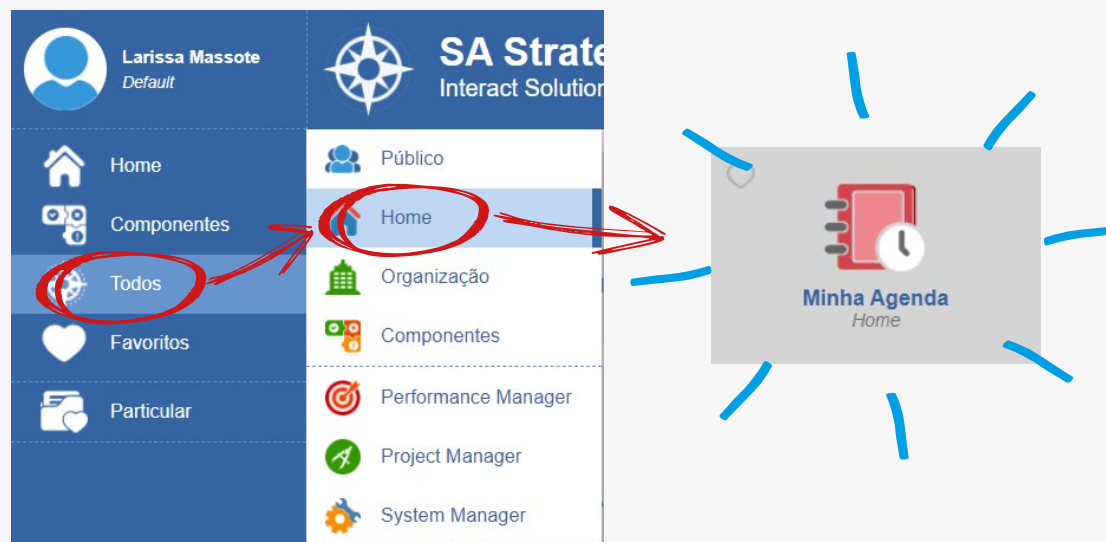 Larissa Massote
Default
SA Strate
Interact Solution
Home
Componentes
Todos
Favoritos
Particular
Público
Home
Organização
Componentes
Performance Manager
Project Manager
System Manager
Minha Agenda
Home